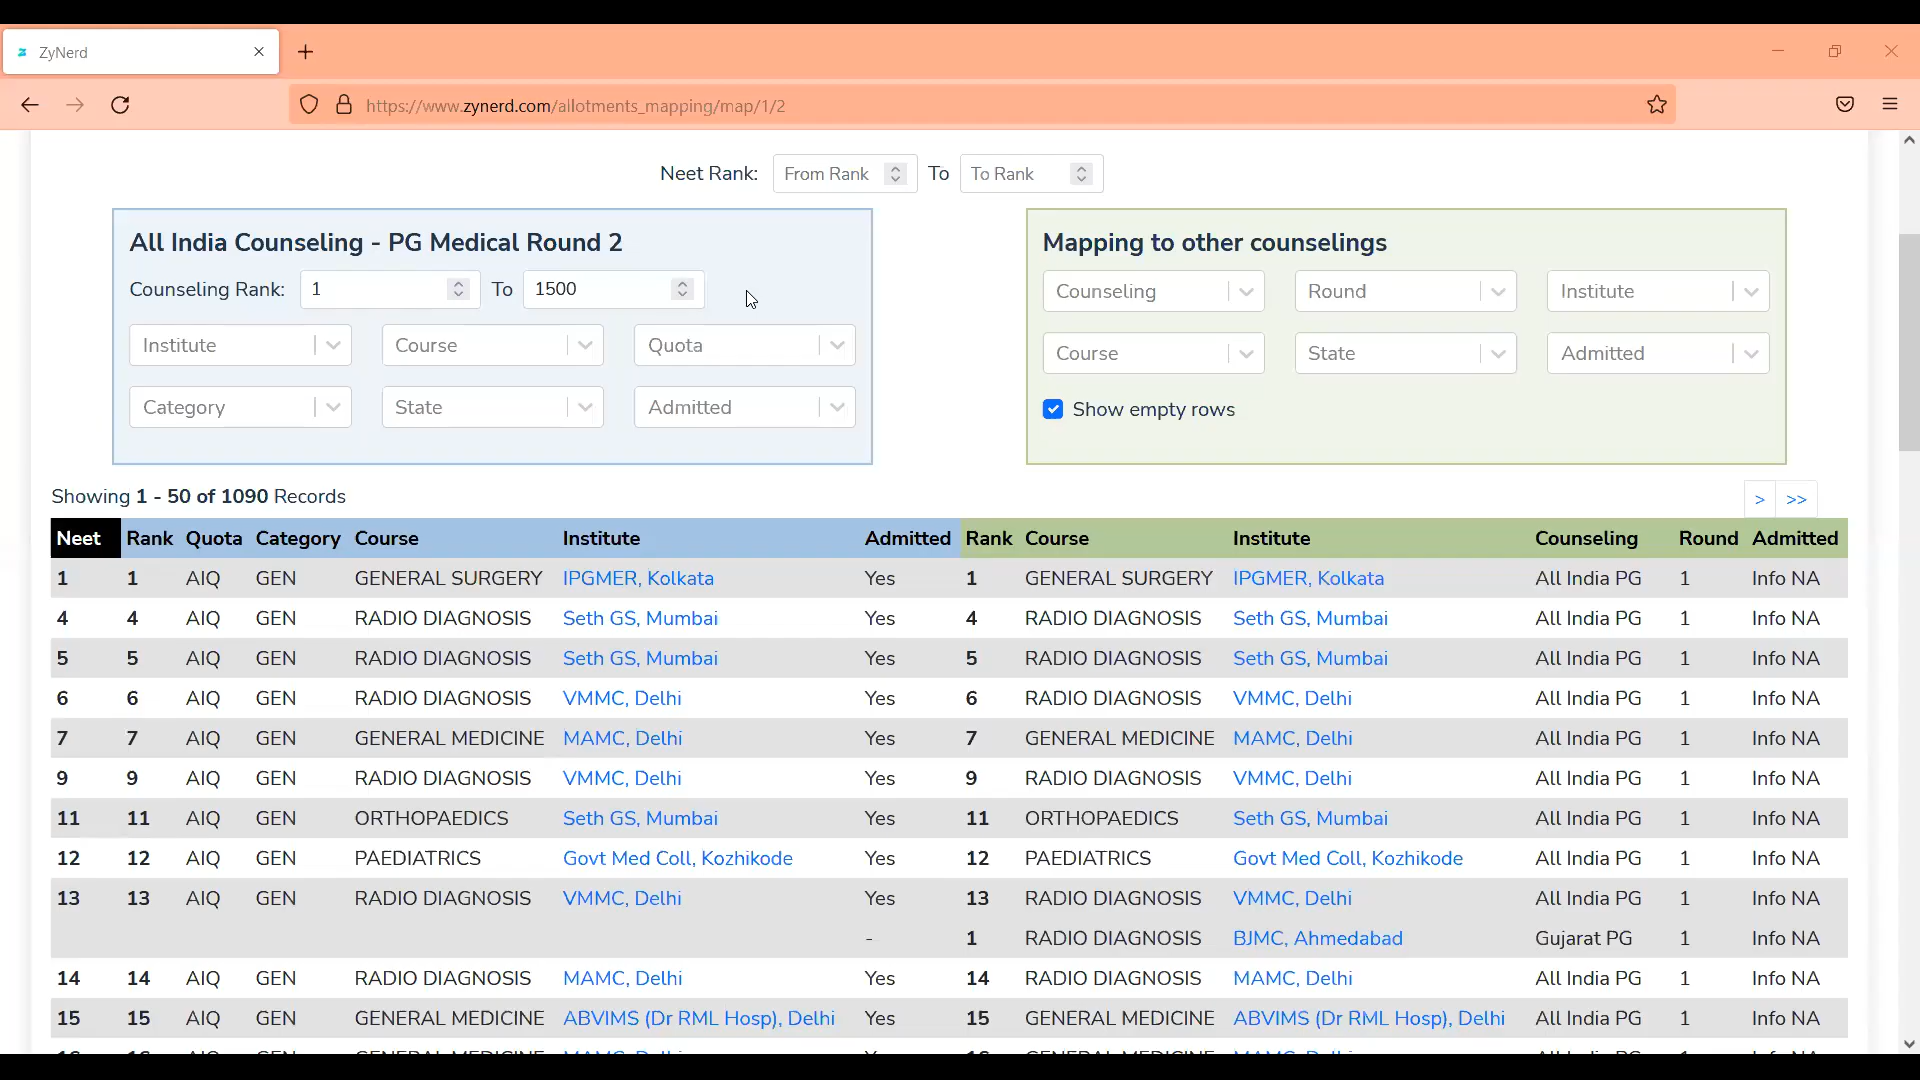 ZyNerd
https://www.zynerd.com/allotments_mapping/map/1/2
Neet Rank: From Rank To To Rank
All India Counseling - PG Medical Round 2
Counseling Rank: 1 To 1500
Institute Course Quota
Category State Admitted
Mapping to other counselings
Counseling Round Institute
Course State Admitted
Show empty rows
Showing 1 - 50 of 1090 Records
> >>
Neet Rank Quota Category Course Institute Admitted Rank Course Institute Counseling Round Admitted
1 1 AIQ GEN GENERAL SURGERY IPGMER, Kolkata Yes 1 GENERAL SURGERY IPGMER, Kolkata All India PG 1 Info NA
4 4 AIQ GEN RADIO DIAGNOSIS Seth GS, Mumbai Yes 4 RADIO DIAGNOSIS Seth GS, Mumbai All India PG 1 Info NA
5 5 AIQ GEN RADIO DIAGNOSIS Seth GS, Mumbai Yes 5 RADIO DIAGNOSIS Seth GS, Mumbai All India PG 1 Info NA
6 6 AIQ GEN RADIO DIAGNOSIS VMMC, Delhi Yes 6 RADIO DIAGNOSIS VMMC, Delhi All India PG 1 Info NA
7 7 AIQ GEN GENERAL MEDICINE MAMC, Delhi Yes 7 GENERAL MEDICINE MAMC, Delhi All India PG 1 Info NA
9 9 AIQ GEN RADIO DIAGNOSIS VMMC, Delhi Yes 9 RADIO DIAGNOSIS VMMC, Delhi All India PG 1 Info NA
11 11 AIQ GEN ORTHOPAEDICS Seth GS, Mumbai Yes 11 ORTHOPAEDICS Seth GS, Mumbai All India PG 1 Info NA
12 12 AIQ GEN PAEDIATRICS Govt Med Coll, Kozhikode Yes 12 PAEDIATRICS Govt Med Coll, Kozhikode All India PG 1 Info NA
13 13 AIQ GEN RADIO DIAGNOSIS VMMC, Delhi Yes 13 RADIO DIAGNOSIS VMMC, Delhi All India PG 1 Info NA
- 1 RADIO DIAGNOSIS BJMC, Ahmedabad Gujarat PG 1 Info NA
14 14 AIQ GEN RADIO DIAGNOSIS MAMC, Delhi Yes 14 RADIO DIAGNOSIS MAMC, Delhi All India PG 1 Info NA
15 15 AIQ GEN GENERAL MEDICINE ABVIMS (Dr RML Hosp), Delhi Yes 15 GENERAL MEDICINE ABVIMS (Dr RML Hosp), Delhi All India PG 1 Info NA